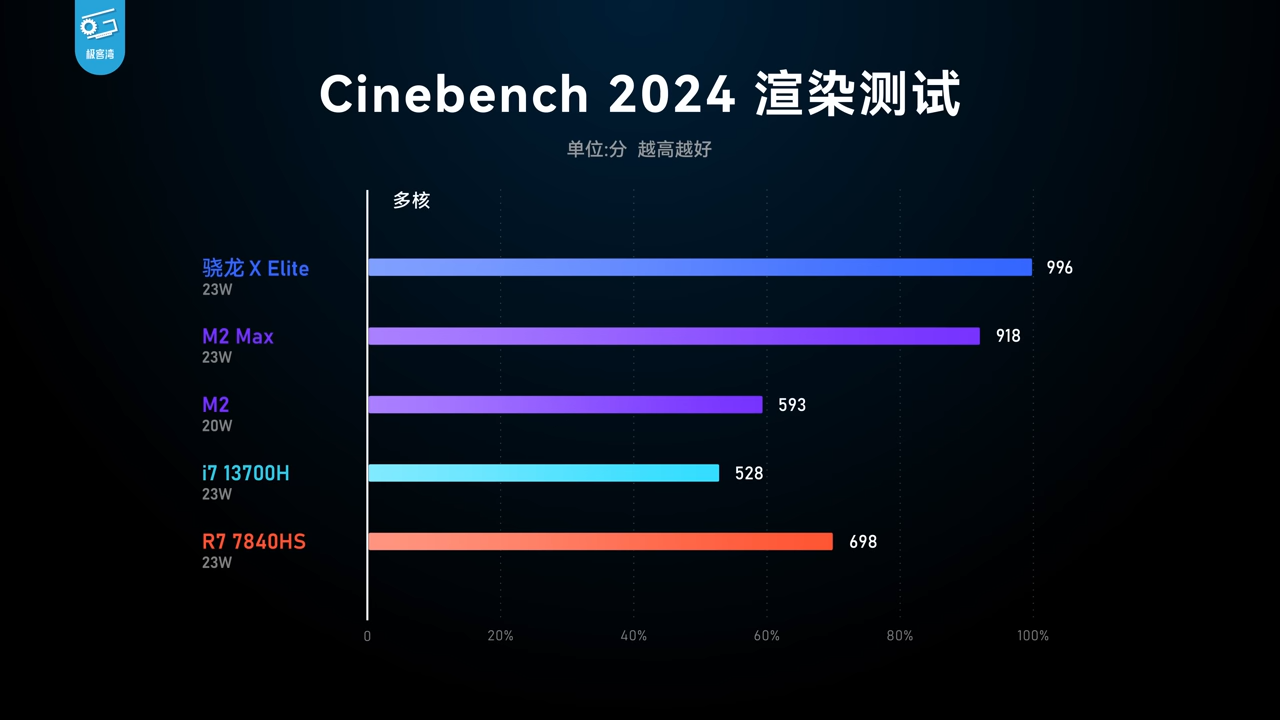 极客湾
Cinebench 2024 渲染测试
单位:分 越高越好
多核
骁龙 X Elite
23W
996
M2 Max
23W
918
M2
20W
593
i7 13700H
23W
528
R7 7840HS
23W
698
0 20% 40% 60% 80% 100%